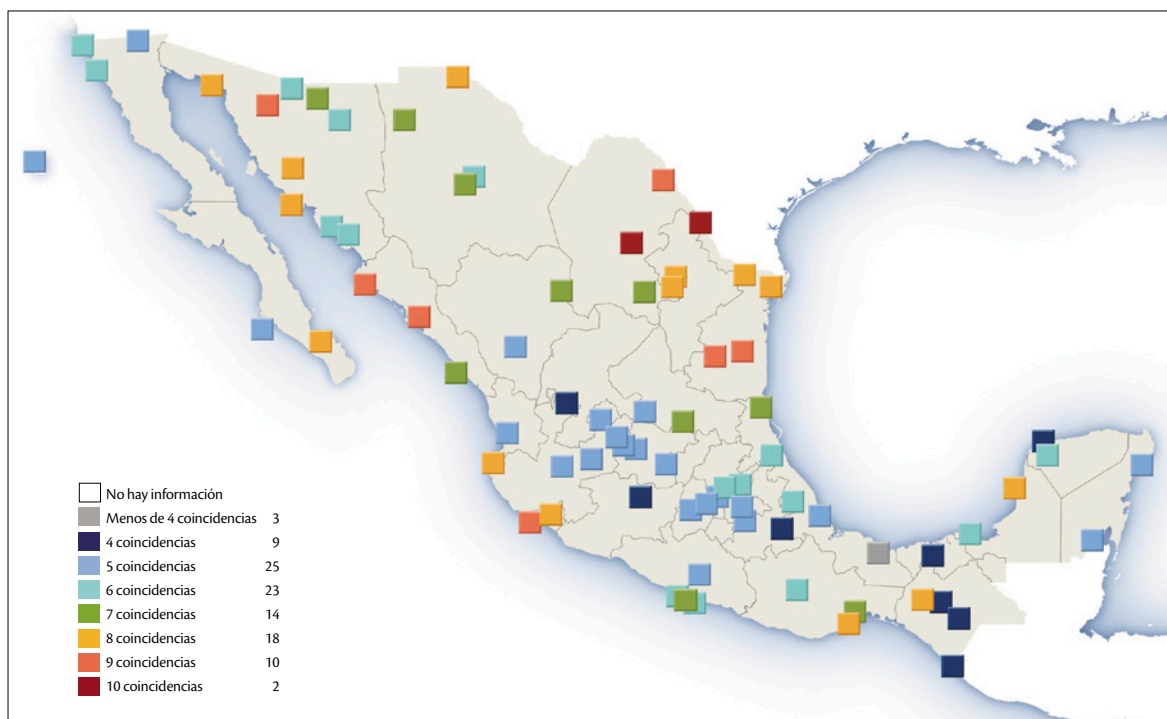 No hay información
Menos de 4 coincidencias 3
4 coincidencias 9
5 coincidencias 25
6 coincidencias 23
7 coincidencias 14
8 coincidencias 18
9 coincidencias 10
10 coincidencias 2